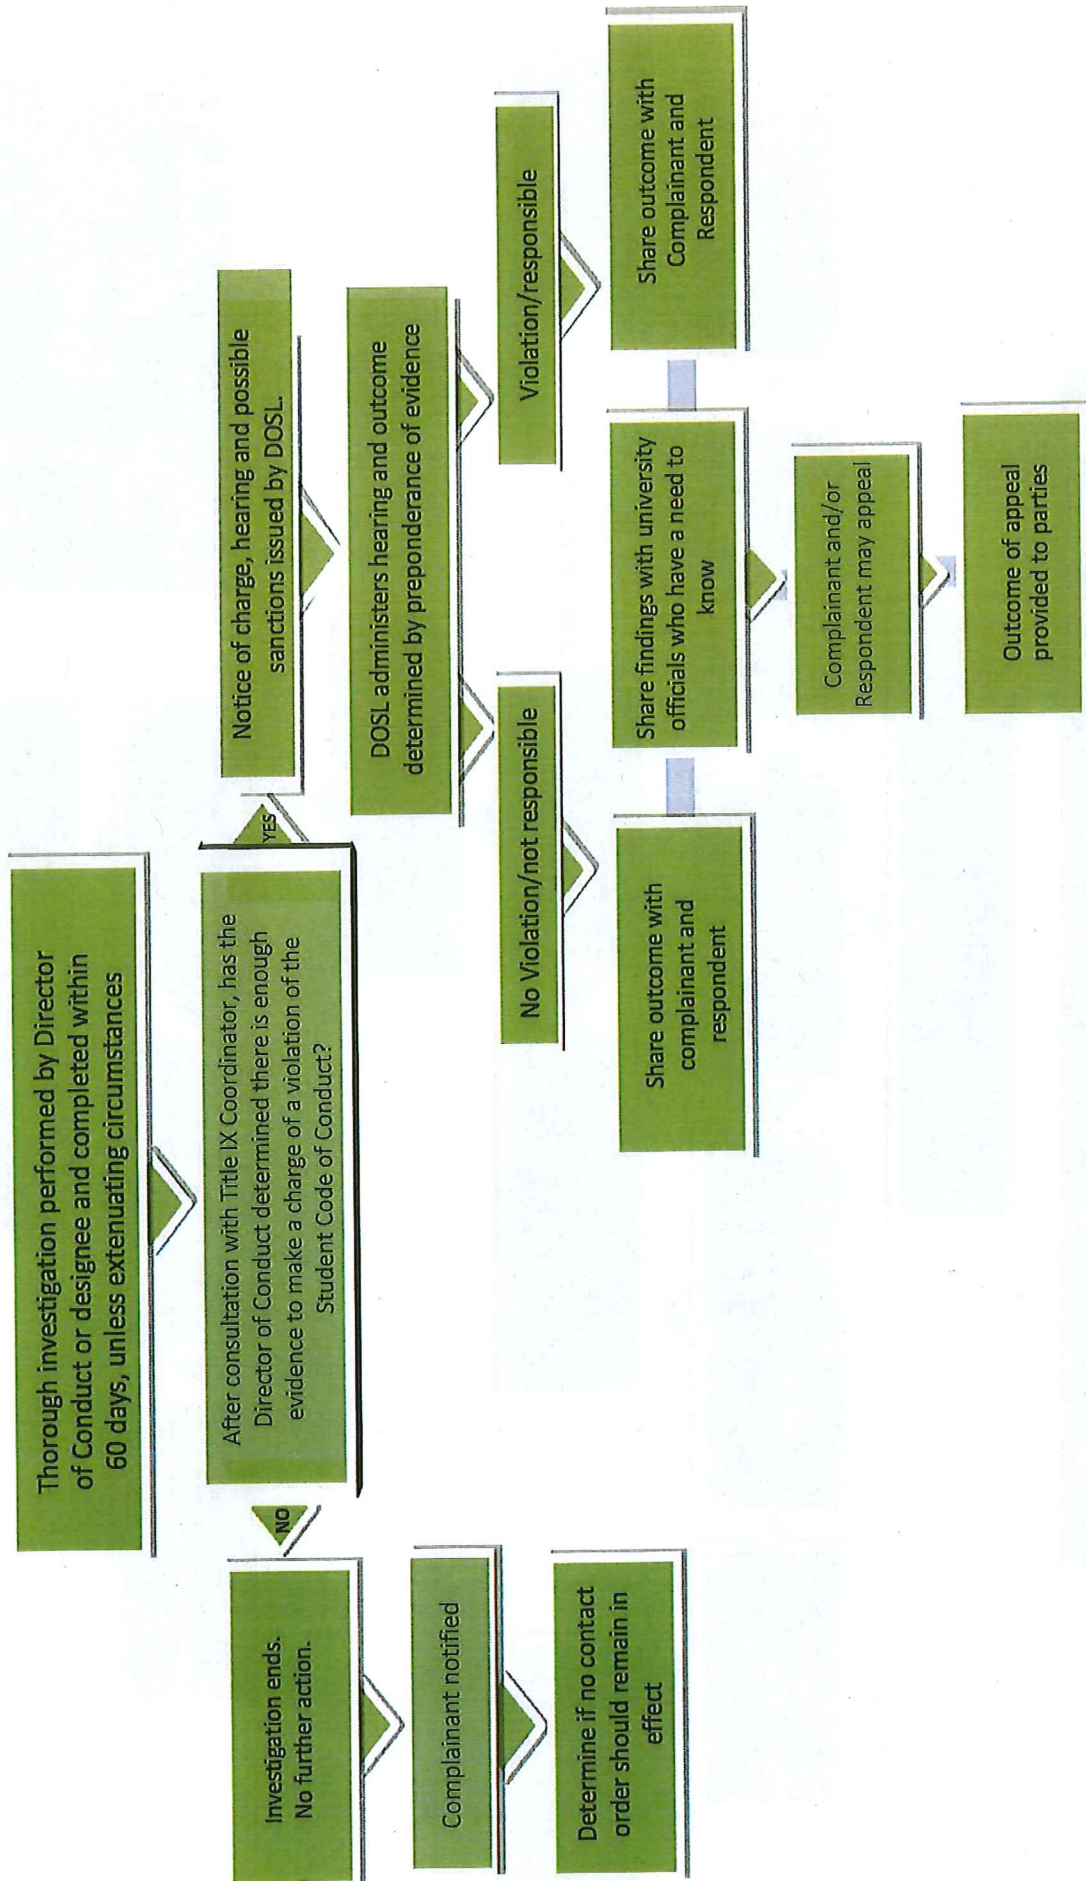 Thorough investigation performed by Director
of Conduct or designee and completed within
60 days, unless extenuating circumstances
After consultation with Title IX Coordinator, has the
Director of Conduct determined there is enough
evidence to make a charge of a violation of the
Student Code of Conduct?
NO
Investigation ends.
No further action.
Complainant notified
Determine if no contact
order should remain in
effect
YES
Notice of charge, hearing and possible
sanctions issued by DOSL.
DOSL administers hearing and outcome
determined by preponderance of evidence
No Violation/not responsible
Violation/responsible
Share outcome with
complainant and
respondent
Share findings with university
officials who have a need to
know
Share outcome with
Complainant and
Respondent
Complainant and/or
Respondent may appeal
Outcome of appeal
provided to parties